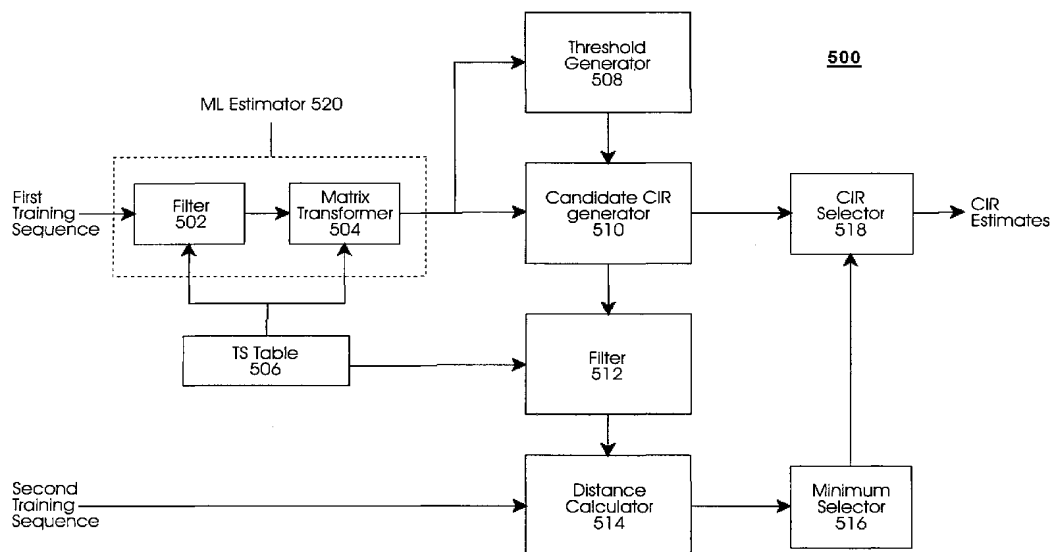 Threshold
Generator
508
500
ML Estimator 520
First
Training
Sequence
Filter
502
Matrix
Transformer
504
Candidate CIR
generator
510
CIR
Selector
518
CIR
Estimates
TS Table
506
Filter
512
Second
Training
Sequence
Distance
Calculator
514
Minimum
Selector
516